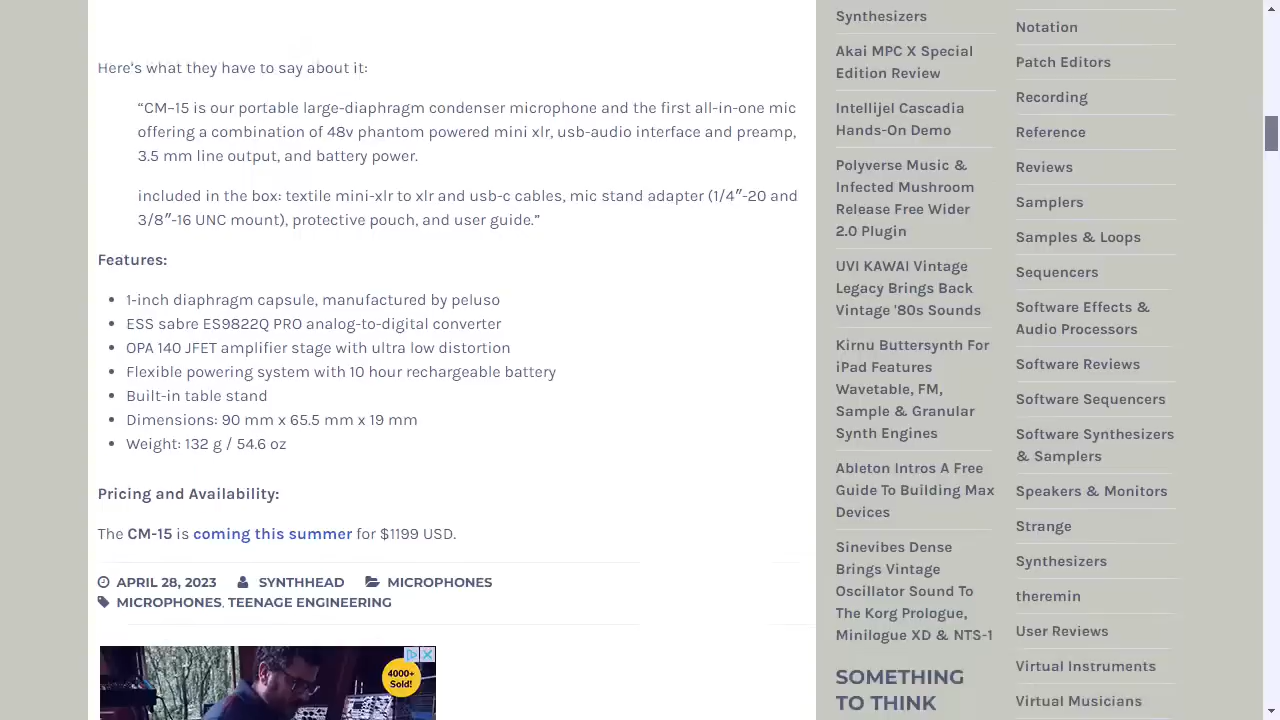 Here's what they have to say about it:
“CM–15 is our portable large-diaphragm condenser microphone and the first all-in-one mic
offering a combination of 48v phantom powered mini xlr, usb-audio interface and preamp,
3.5 mm line output, and battery power.
included in the box: textile mini-xlr to xlr and usb-c cables, mic stand adapter (1/4″-20 and
3/8″-16 UNC mount), protective pouch, and user guide.”
Features:
• 1-inch diaphragm capsule, manufactured by peluso
• ESS sabre ES9822Q PRO analog-to-digital converter
• OPA 140 JFET amplifier stage with ultra low distortion
• Flexible powering system with 10 hour rechargeable battery
• Built-in table stand
• Dimensions: 90 mm x 65.5 mm x 19 mm
• Weight: 132 g / 54.6 oz
Pricing and Availability:
The CM-15 is coming this summer for $1199 USD.
APRIL 28, 2023 SYNTHHEAD MICROPHONES
MICROPHONES, TEENAGE ENGINEERING
4000+
Sold!
Synthesizers
Akai MPC X Special
Edition Review
Intellijel Cascadia
Hands-On Demo
Polyverse Music &
Infected Mushroom
Release Free Wider
2.0 Plugin
UVI KAWAI Vintage
Legacy Brings Back
Vintage '80s Sounds
Kirnu Buttersynth For
iPad Features
Wavetable, FM,
Sample & Granular
Synth Engines
Ableton Intros A Free
Guide To Building Max
Devices
Sinevibes Dense
Brings Vintage
Oscillator Sound To
The Korg Prologue,
Minilogue XD & NTS-1
SOMETHING
TO THINK
Notation
Patch Editors
Recording
Reference
Reviews
Samplers
Samples & Loops
Sequencers
Software Effects &
Audio Processors
Software Reviews
Software Sequencers
Software Synthesizers
& Samplers
Speakers & Monitors
Strange
Synthesizers
theremin
User Reviews
Virtual Instruments
Virtual Musicians